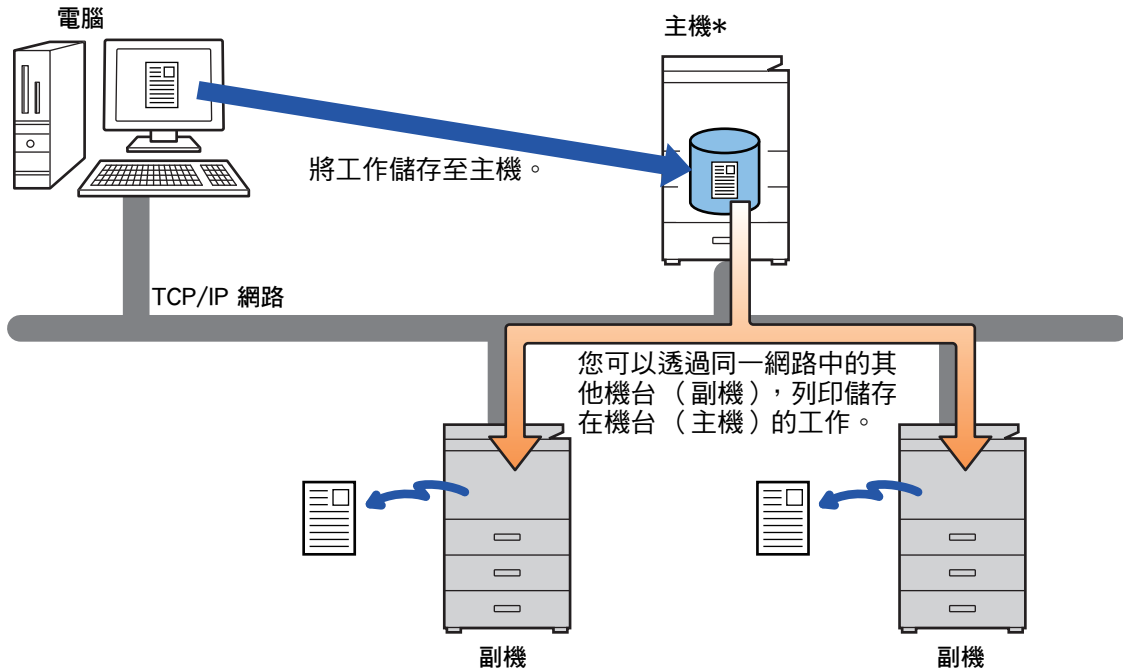 電腦
主機*
將工作儲存至主機。
TCP/IP 網路
您可以透過同一網路中的其
他機台（副機），列印儲存
在機台（主機）的工作。
副機
副機